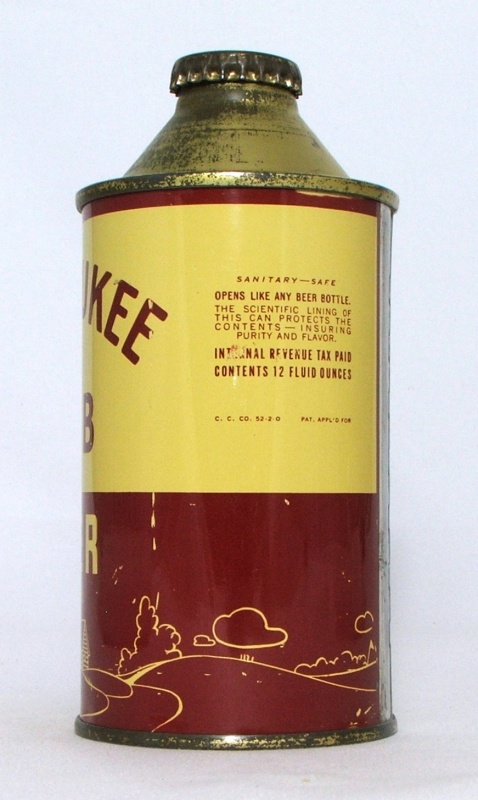 UKEE
B
R
SANITARY—SAFE
OPENS LIKE ANY BEER BOTTLE.
THE SCIENTIFIC LINING OF
THIS CAN PROTECTS THE
CONTENTS — INSURING
PURITY AND FLAVOR.
INTERNAL REVENUE TAX PAID
CONTENTS 12 FLUID OUNCES
C. C. CO. 52-2-O PAT. APPL'D FOR